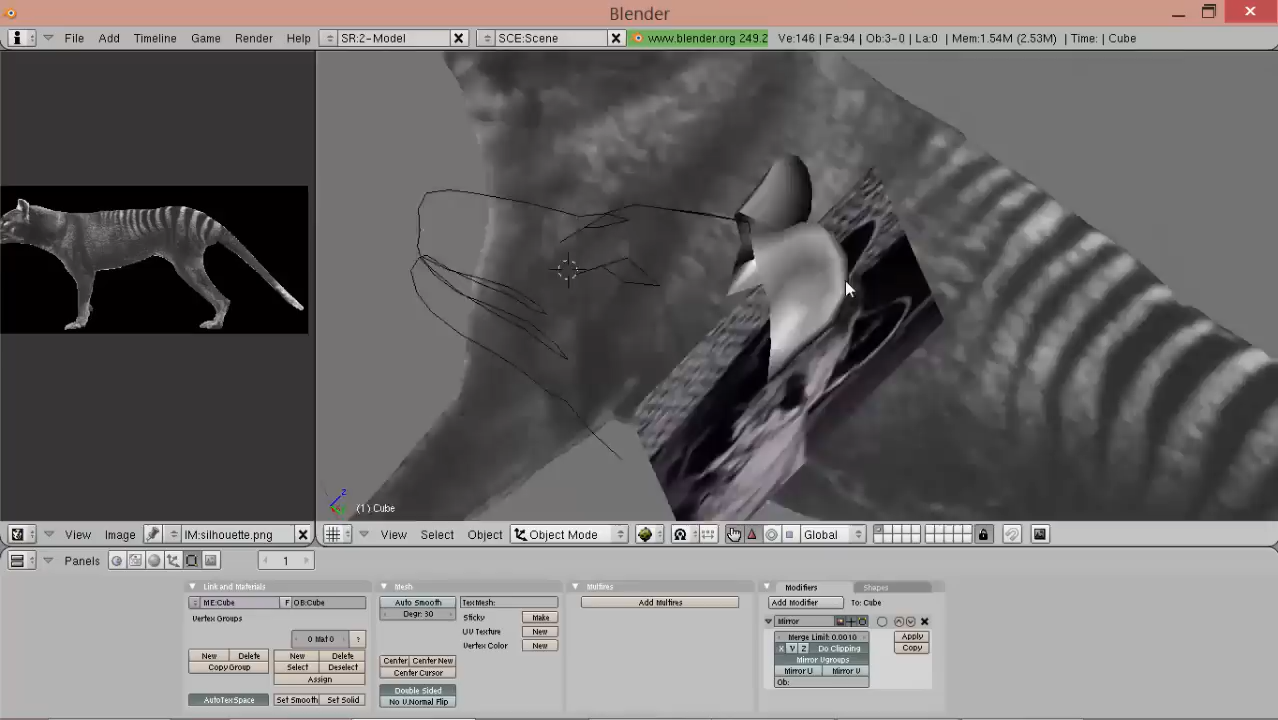 Blender
File Add Timeline Game Render Help SR:2-Model SCE:Scene www.blender.org 249.2 Ve:146 | Fa:94 | Ob:3-0 | La:0 | Mem:1.54M (2.53M) | Time: | Cube
z
(1) Cube
View Image IM:silhouette.png View Select Object Object Mode Global
Panels 1
Link and Materials Mesh Multires Modifiers Shapes
ME:Cube F OB:Cube Auto Smooth TexMesh: Add Multires Add Modifier To: Cube
Vertex Groups Degr: 30 Sticky Make Mirror
UV Texture New Merge Limit: 0.0010 Apply
0 Mat 0 ? Vertex Color New X Y Z Do Clipping Copy
New Delete New Delete Center Center New Mirror Vgroups
Copy Group Select Deselect Center Cursor Mirror U Mirror V
Assign Ob:
AutoTexSpace Set Smooth Set Solid Double Sided
No V.Normal Flip